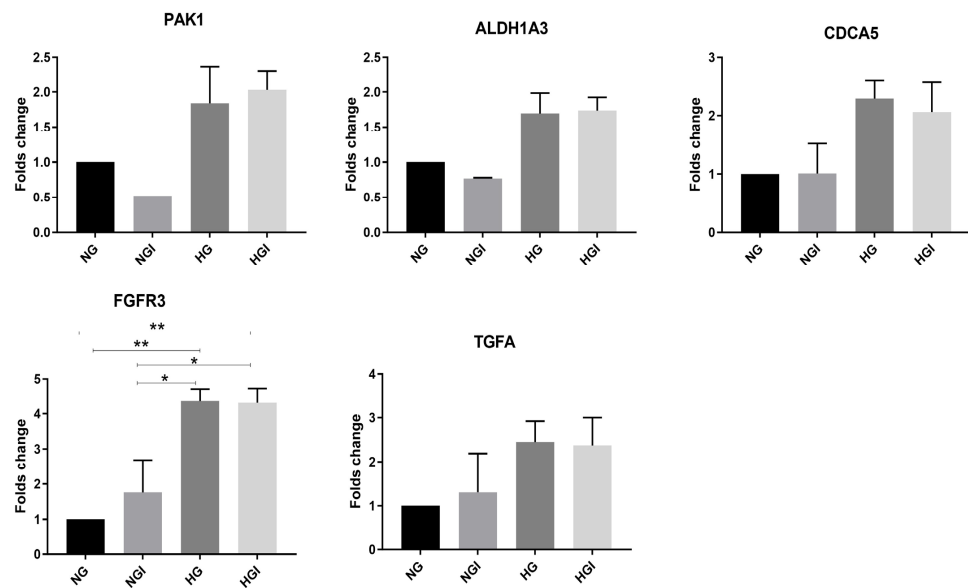 PAK1
Folds change
2.5
2.0
1.5
1.0
0.5
0.0
NG
NGI
HG
HGI
ALDH1A3
Folds change
2.5
2.0
1.5
1.0
0.5
0.0
NG
NGI
HG
HGI
CDCA5
Folds change
3
2
1
0
NG
NGI
HG
HGI
FGFR3
**
**
*
*
Folds change
5
4
3
2
1
0
NG
NGI
HG
HGI
TGFA
Folds change
4
3
2
1
0
NG
NGI
HG
HGI